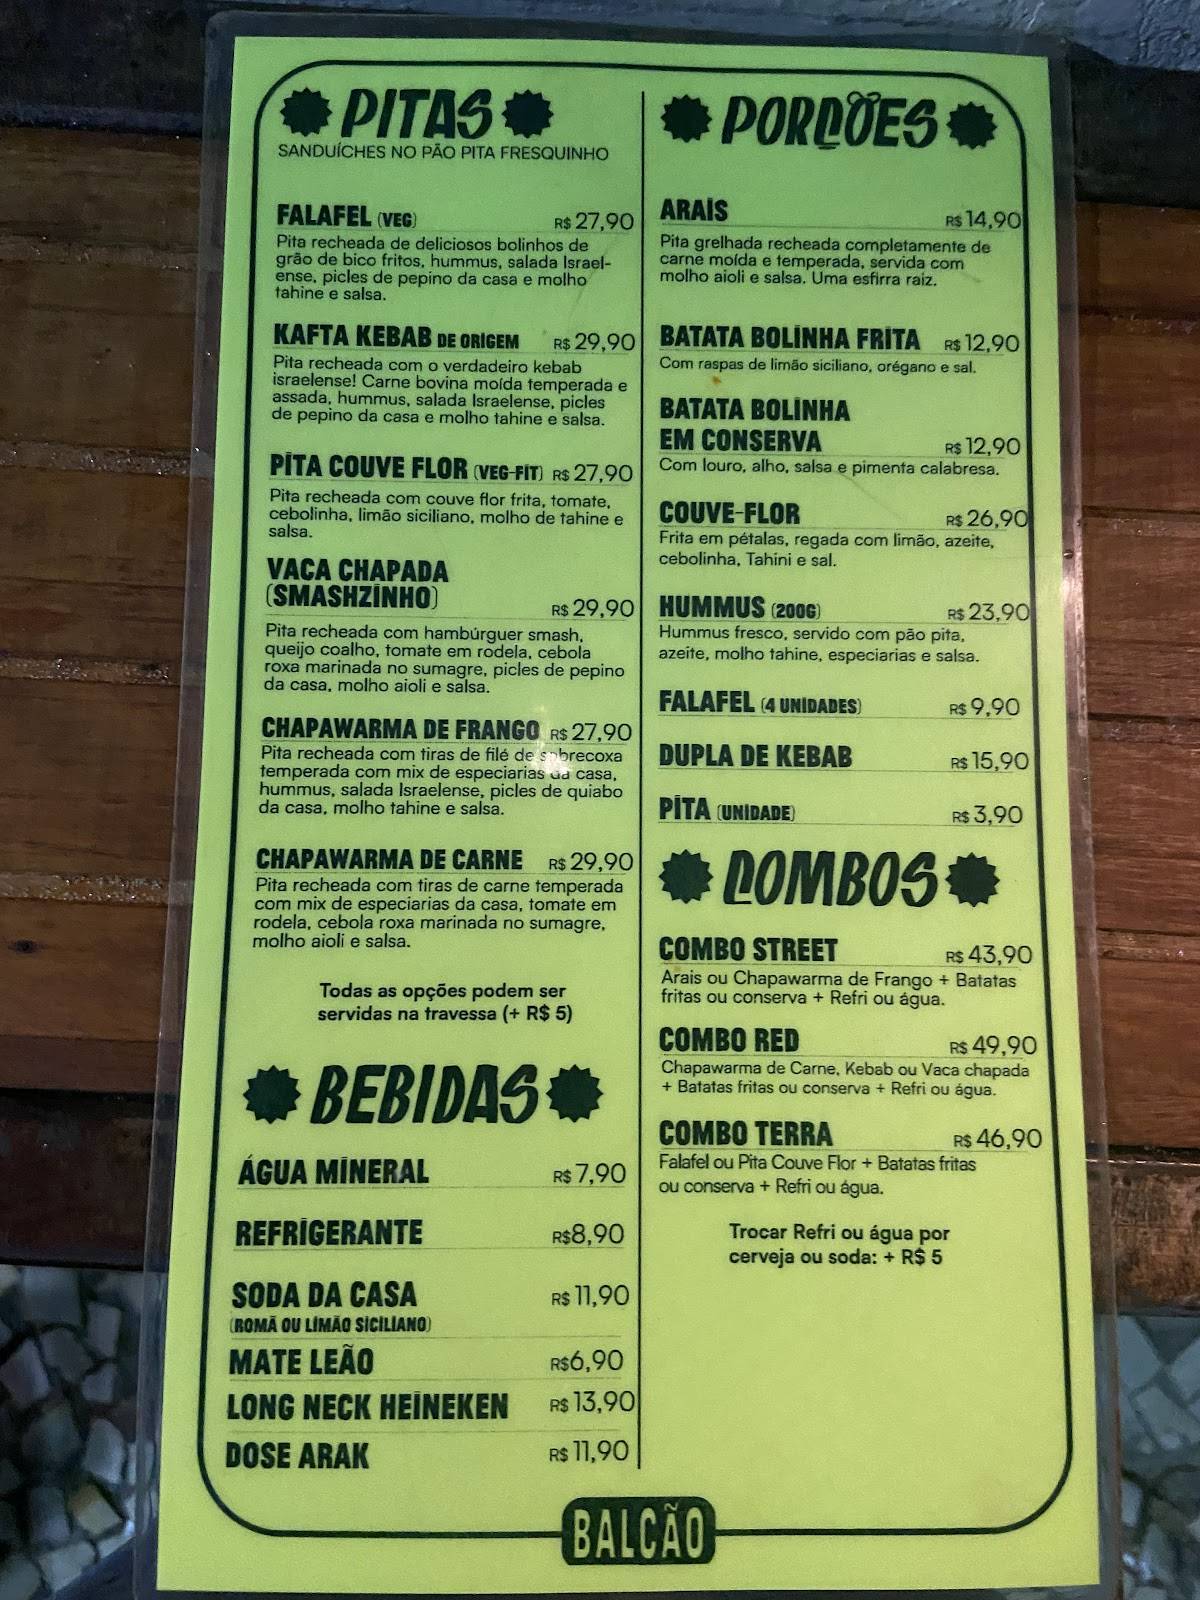 PITAS
SANDUÍCHES NO PÃO PITA FRESQUINHO
FALAFEL (VEG) R$ 27,90
Pita recheada de deliciosos bolinhos de
grão de bico fritos, hummus, salada Israel-
ense, picles de pepino da casa e molho
tahine e salsa.
KAFTA KEBAB DE ORIGEM R$ 29,90
Pita recheada com o verdadeiro kebab
israelense! Carne bovina moída temperada e
assada, hummus, salada Israelense, picles
de pepino da casa e molho tahine e salsa.
PITA COUVE FLOR (VEG-FIT) R$ 27,90
Pita recheada com couve flor frita, tomate,
cebolinha, limão siciliano, molho de tahine e
salsa.
VACA CHAPADA
(SMASHZINHO) R$ 29,90
Pita recheada com hambúrguer smash,
queijo coalho, tomate em rodela, cebola
roxa marinada no sumagre, picles de pepino
da casa, molho aioli e salsa.
CHAPAWARMA DE FRANGO R$ 27,90
Pita recheada com tiras de filé de sobrecoxa
temperada com mix de especiarias da casa,
hummus, salada Israelense, picles de quiabo
da casa, molho tahine e salsa.
CHAPAWARMA DE CARNE R$ 29,90
Pita recheada com tiras de carne temperada
com mix de especiarias da casa, tomate em
rodela, cebola roxa marinada no sumagre,
molho aioli e salsa.
Todas as opções podem ser
servidas na travessa (+ R$ 5)
BEBIDAS
ÁGUA MINERAL R$ 7,90
REFRIGERANTE R$8,90
SODA DA CASA R$ 11,90
(ROMÃ OU LIMÃO SICILIANO)
MATE LEÃO R$6,90
LONG NECK HEINEKEN R$ 13,90
DOSE ARAK R$ 11,90
PORÇÕES
ARAIS R$ 14,90
Pita grelhada recheada completamente de
carne moída e temperada, servida com
molho aioli e salsa. Uma esfirra raiz.
BATATA BOLINHA FRITA R$ 12,90
Com raspas de limão siciliano, orégano e sal.
BATATA BOLINHA
EM CONSERVA R$ 12,90
Com louro, alho, salsa e pimenta calabresa.
COUVE-FLOR R$ 26,90
Frita em pétalas, regada com limão, azeite,
cebolinha, Tahini e sal.
HUMMUS (200G) R$ 23,90
Hummus fresco, servido com pão pita,
azeite, molho tahine, especiarias e salsa.
FALAFEL (4 UNIDADES) R$ 9,90
DUPLA DE KEBAB R$ 15,90
PITA (UNIDADE) R$ 3,90
COMBOS
COMBO STREET R$ 43,90
Arais ou Chapawarma de Frango + Batatas
fritas ou conserva + Refri ou água.
COMBO RED R$ 49,90
Chapawarma de Carne, Kebab ou Vaca chapada
+ Batatas fritas ou conserva + Refri ou água.
COMBO TERRA R$ 46,90
Falafel ou Pita Couve Flor + Batatas fritas
ou conserva + Refri ou água.
Trocar Refri ou água por
cerveja ou soda: + R$ 5
BALCÃO